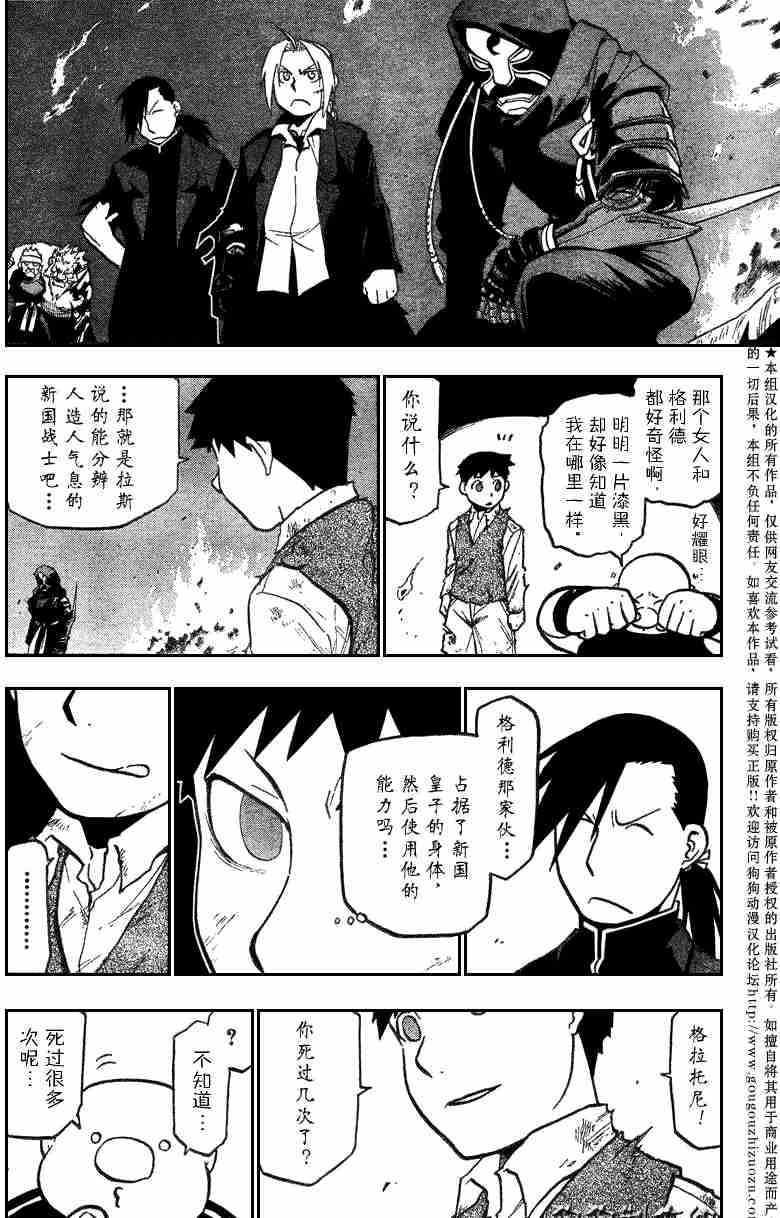 那个女人和
格利德
都好奇怪啊，
明明一片漆黑，
却好像知道
我在哪里一样。
好耀眼…
你说什么？
…那就是拉斯
说的能分辨
人造人气息的
新国战士吧…
格利德那家伙…
占据了新国
皇子的身体，
然后使用他的
能力吗…
………
格拉托尼！
你死过
几次了？
？
不知道…
死过很多
次呢…
★本组汉化的所有作品，仅供网友交流参考试看，所有版权归原作者和被原作者授权的出版社所有。如擅自将其用于商业用途而产
的一切后果，本组不负任何责任。如喜欢本作品，请支持购买正版!!欢迎访问狗狗动漫汉化论坛http://www.gougouzhizuozu.co